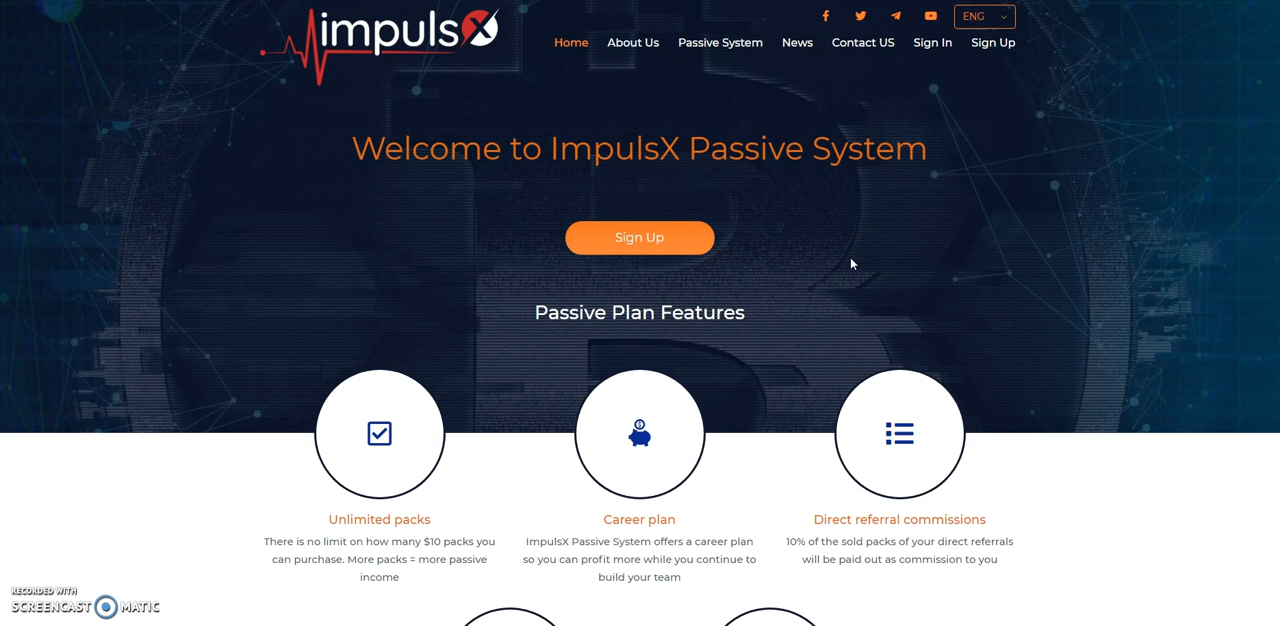 impulsX
ENG
Home About Us Passive System News Contact US Sign In Sign Up
Welcome to ImpulsX Passive System
Sign Up
Passive Plan Features
Unlimited packs
There is no limit on how many $10 packs you
can purchase. More packs = more passive
income
Career plan
ImpulsX Passive System offers a career plan
so you can profit more while you continue to
build your team
Direct referral commissions
10% of the sold packs of your direct referrals
will be paid out as commission to you
RECORDED WITH
SCREENCAST MATIC